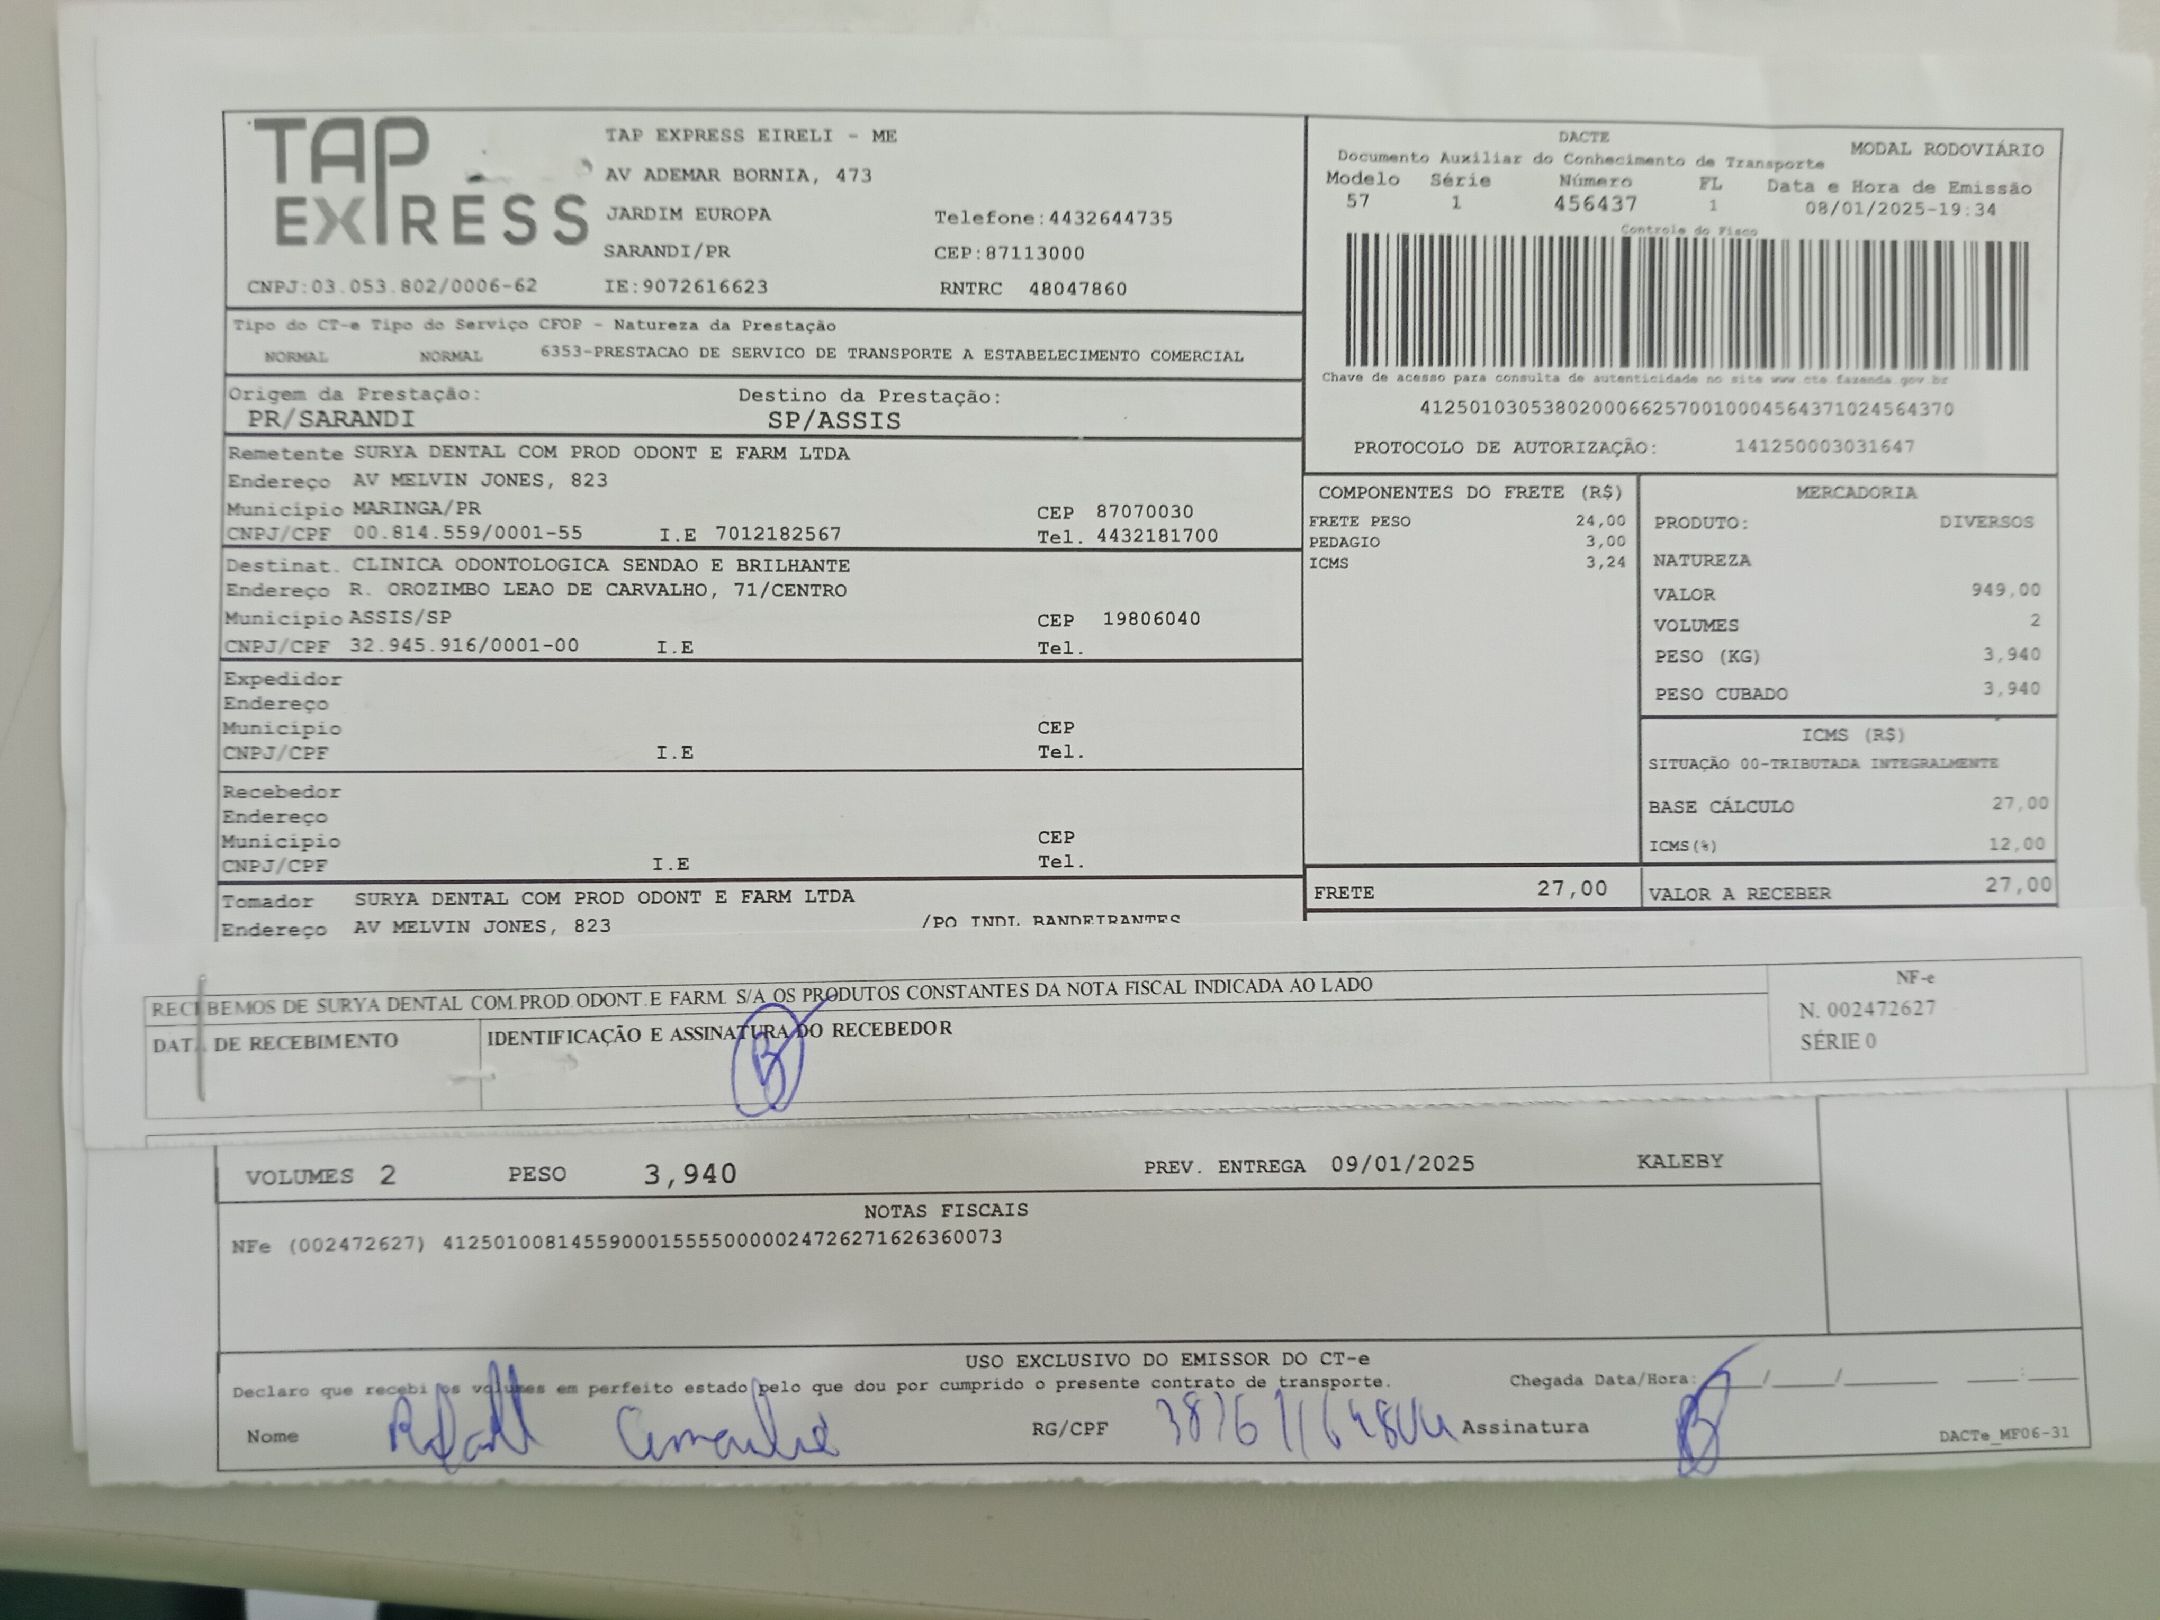 TAP EXPRESS
TAP EXPRESS EIRELI - ME
AV ADEMAR BORNIA, 473
JARDIM EUROPA Telefone:4432644735
SARANDI/PR CEP:87113000
CNPJ:03.053.802/0006-62 IE:9072616623 RNTRC 48047860
DACTE
MODAL RODOVIÁRIO
Documento Auxiliar do Conhecimento de Transporte
Modelo Série Número FL Data e Hora de Emissão
57 1 456437 1 08/01/2025-19:34
Controle do Fisco
Chave de acesso para consulta de autenticidade no site www.cte.fazenda.gov.br
41250103053802000662570010004564371024564370
PROTOCOLO DE AUTORIZAÇÃO: 141250003031647
Tipo do CT-e Tipo do Serviço CFOP - Natureza da Prestação
NORMAL NORMAL 6353-PRESTACAO DE SERVICO DE TRANSPORTE A ESTABELECIMENTO COMERCIAL
Origem da Prestação: Destino da Prestação:
PR/SARANDI SP/ASSIS
Remetente SURYA DENTAL COM PROD ODONT E FARM LTDA
Endereço AV MELVIN JONES, 823
Municipio MARINGA/PR CEP 87070030
CNPJ/CPF 00.814.559/0001-55 I.E 7012182567 Tel. 4432181700
Destinat. CLINICA ODONTOLOGICA SENDAO E BRILHANTE
Endereço R. OROZIMBO LEAO DE CARVALHO, 71/CENTRO
Municipio ASSIS/SP CEP 19806040
CNPJ/CPF 32.945.916/0001-00 I.E Tel.
Expedidor
Endereço
Municipio CEP
CNPJ/CPF I.E Tel.
Recebedor
Endereço
Municipio CEP
CNPJ/CPF I.E Tel.
Tomador SURYA DENTAL COM PROD ODONT E FARM LTDA
Endereço AV MELVIN JONES, 823 /PQ INDL BANDEIRANTES
COMPONENTES DO FRETE (R$)
FRETE PESO 24,00
PEDAGIO 3,00
ICMS 3,24
FRETE 27,00
MERCADORIA
PRODUTO: DIVERSOS
NATUREZA
VALOR 949,00
VOLUMES 2
PESO (KG) 3,940
PESO CUBADO 3,940
ICMS (R$)
SITUAÇÃO 00-TRIBUTADA INTEGRALMENTE
BASE CÁLCULO 27,00
ICMS(%) 12,00
VALOR A RECEBER 27,00
RECEBEMOS DE SURYA DENTAL COM.PROD.ODONT.E FARM. S/A OS PRODUTOS CONSTANTES DA NOTA FISCAL INDICADA AO LADO
DATA DE RECEBIMENTO IDENTIFICAÇÃO E ASSINATURA DO RECEBEDOR
NF-e
N. 002472627
SÉRIE 0
VOLUMES 2 PESO 3,940 PREV. ENTREGA 09/01/2025 KALEBY
NOTAS FISCAIS
NFe (002472627) 41250100814559000155550000024726271626360073
USO EXCLUSIVO DO EMISSOR DO CT-e
Declaro que recebi os volumes em perfeito estado pelo que dou por cumprido o presente contrato de transporte. Chegada Data/Hora: __/__/____ __:__
Nome RG/CPF Assinatura
DACTe_MF06-31